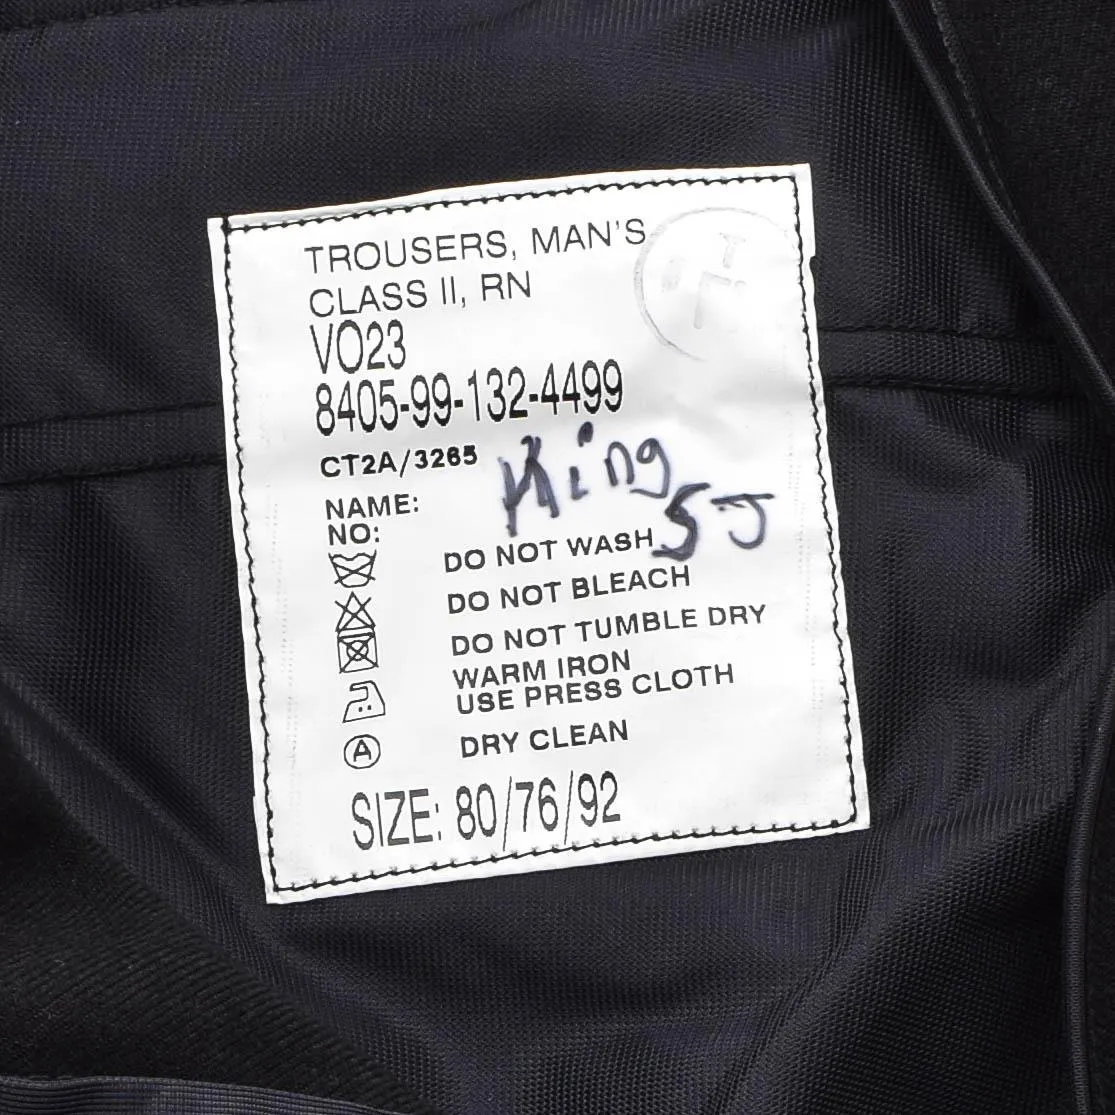 TROUSERS, MAN'S
CLASS II, RN
VO23
8405-99-132-4499
CT2A/3265
King
NAME:
SJ
NO:
DO NOT WASH
DO NOT BLEACH
DO NOT TUMBLE DRY
WARM IRON
USE PRESS CLOTH
A DRY CLEAN
SIZE: 80/76/92